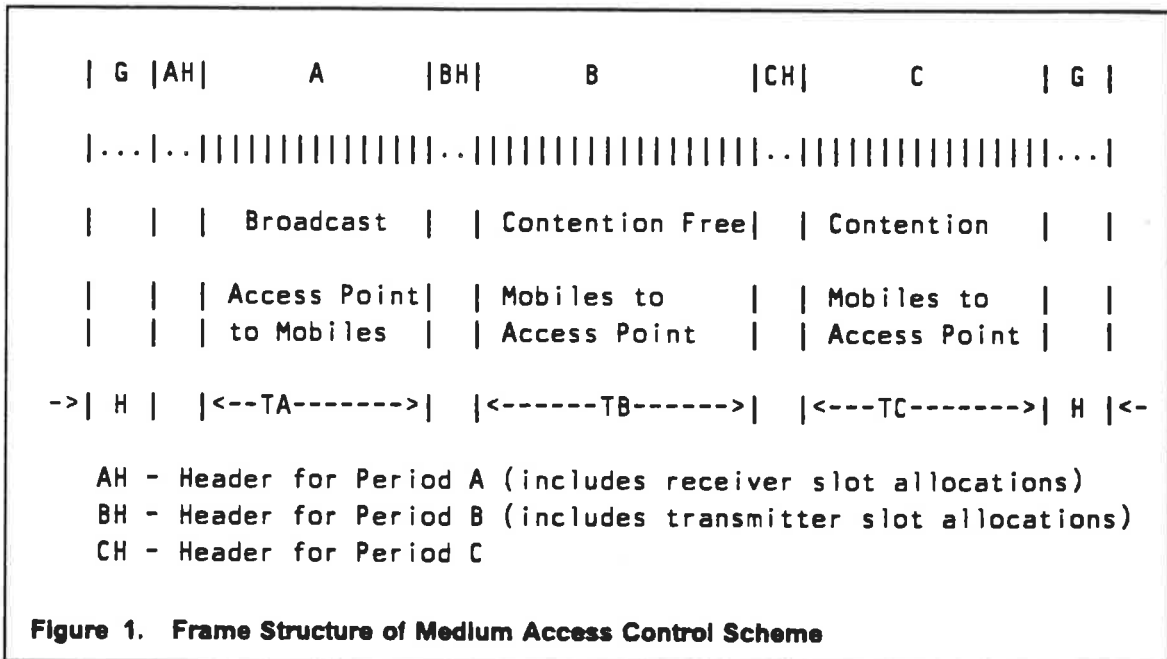 | G |AH|       A       |BH|       B       |CH|       C       | G |
|...|..|||||||||||||||..||||||||||||||||||..||||||||||||||||...|
|   |  |  Broadcast  |  | Contention Free|  | Contention   |   |
|   |  | Access Point|  | Mobiles to     |  | Mobiles to   |   |
|   |  | to Mobiles  |  | Access Point   |  | Access Point |   |
->| H |  |<--TA------->|  |<------TB------>|  |<---TC------->| H |<-
AH - Header for Period A (includes receiver slot allocations)
BH - Header for Period B (includes transmitter slot allocations)
CH - Header for Period C
Figure 1. Frame Structure of Medium Access Control Scheme